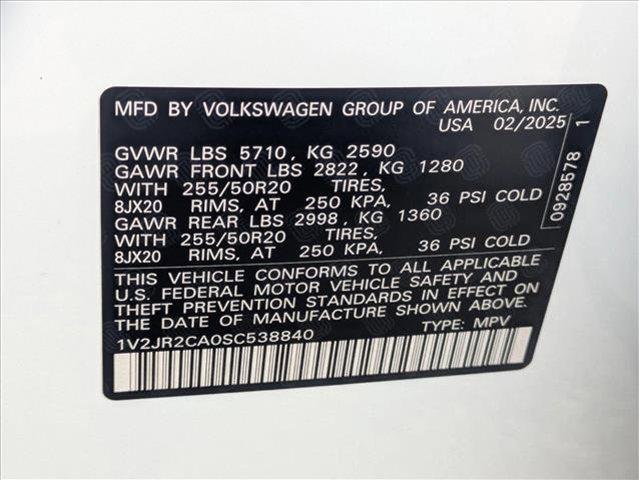 MFD BY VOLKSWAGEN GROUP OF AMERICA, INC.
USA 02/2025
GVWR LBS 5710, KG 2590
GAWR FRONT LBS 2822, KG 1280
WITH 255/50R20 TIRES,
8JX20 RIMS, AT 250 KPA, 36 PSI COLD
GAWR REAR LBS 2998, KG 1360
WITH 255/50R20 TIRES,
8JX20 RIMS, AT 250 KPA, 36 PSI COLD
THIS VEHICLE CONFORMS TO ALL APPLICABLE
U.S. FEDERAL MOTOR VEHICLE SAFETY AND
THEFT PREVENTION STANDARDS IN EFFECT ON
THE DATE OF MANUFACTURE SHOWN ABOVE.
1V2JR2CA0SC538840 TYPE: MPV
0928578 1